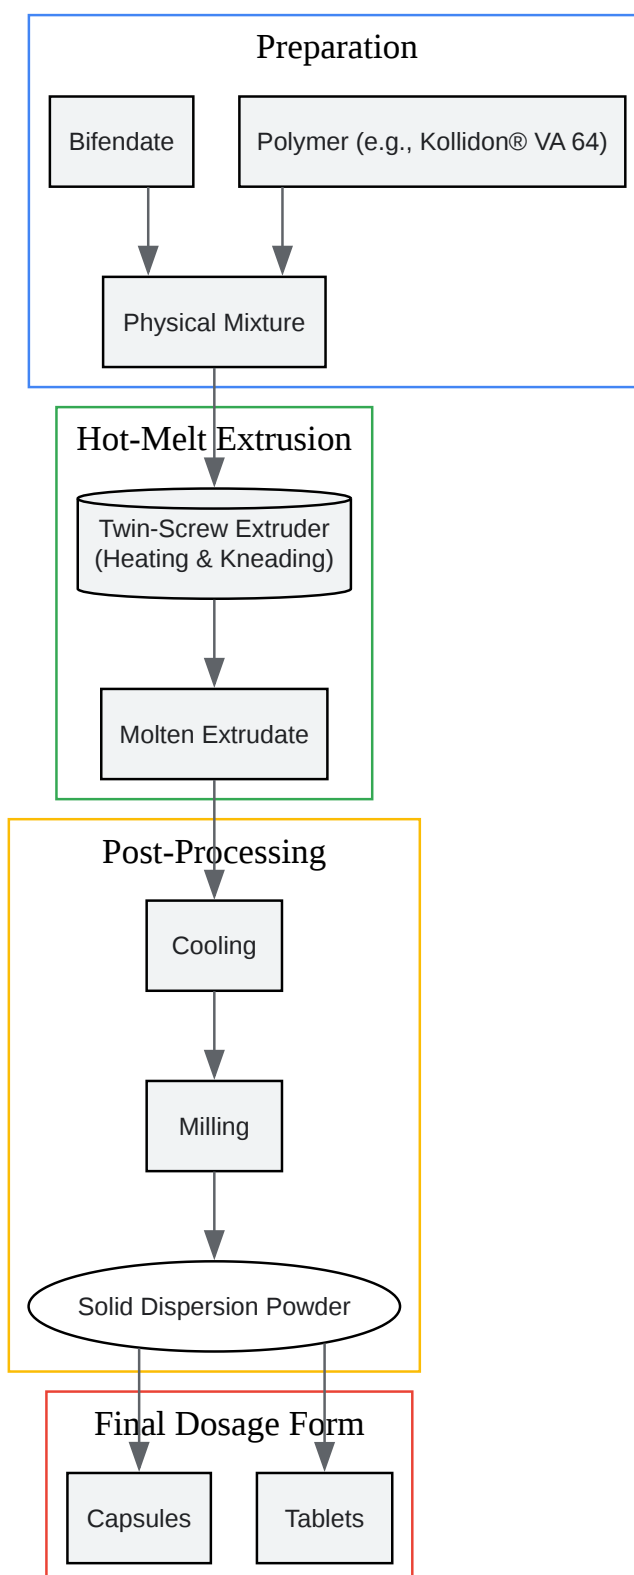 Preparation
Bifendate
Polymer (e.g., Kollidon® VA 64)
Physical Mixture
Hot-Melt Extrusion
Twin-Screw Extruder
(Heating & Kneading)
Molten Extrudate
Post-Processing
Cooling
Milling
Solid Dispersion Powder
Final Dosage Form
Capsules
Tablets